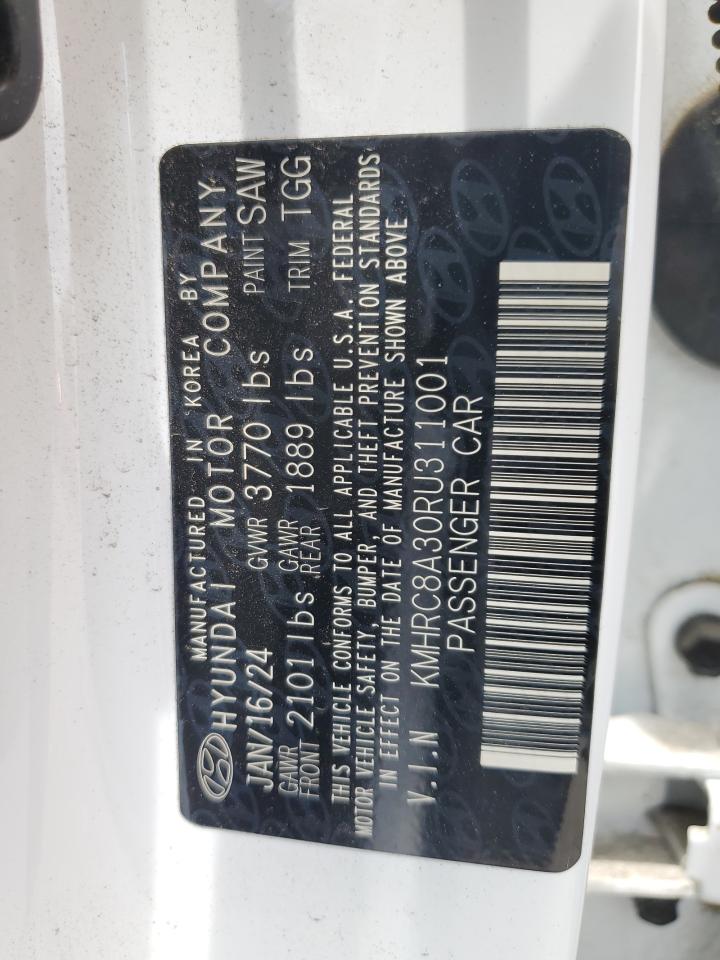 MANUFACTURED IN KOREA BY
HYUNDAI MOTOR COMPANY
JAN/16/24 GVWR 3770 lbs PAINT SAW
GAWR FRONT 2101 lbs GAWR REAR 1889 lbs TRIM TGG
THIS VEHICLE CONFORMS TO ALL APPLICABLE U.S.A. FEDERAL
MOTOR VEHICLE SAFETY, BUMPER, AND THEFT PREVENTION STANDARDS
IN EFFECT ON THE DATE OF MANUFACTURE SHOWN ABOVE.
V.I.N KMHRC8A30RU311001
PASSENGER CAR